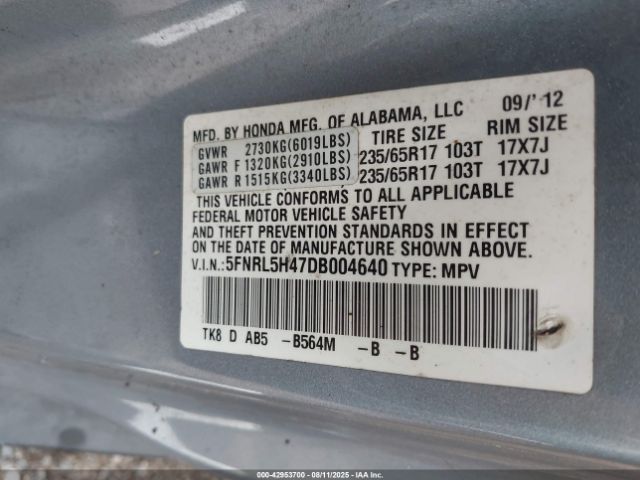 MFD. BY HONDA MFG. OF ALABAMA, LLC 09/'12
TIRE SIZE RIM SIZE
GVWR 2730KG(6019LBS)
GAWR F 1320KG(2910LBS) 235/65R17 103T 17X7J
GAWR R 1515KG(3340LBS) 235/65R17 103T 17X7J
THIS VEHICLE CONFORMS TO ALL APPLICABLE
FEDERAL MOTOR VEHICLE SAFETY
AND THEFT PREVENTION STANDARDS IN EFFECT
ON THE DATE OF MANUFACTURE SHOWN ABOVE.
V.I.N.:5FNRL5H47DB004640 TYPE: MPV
TK8 D AB5 -B564M -B -B
000-42953700 - 08/11/2025 - IAAI.COM